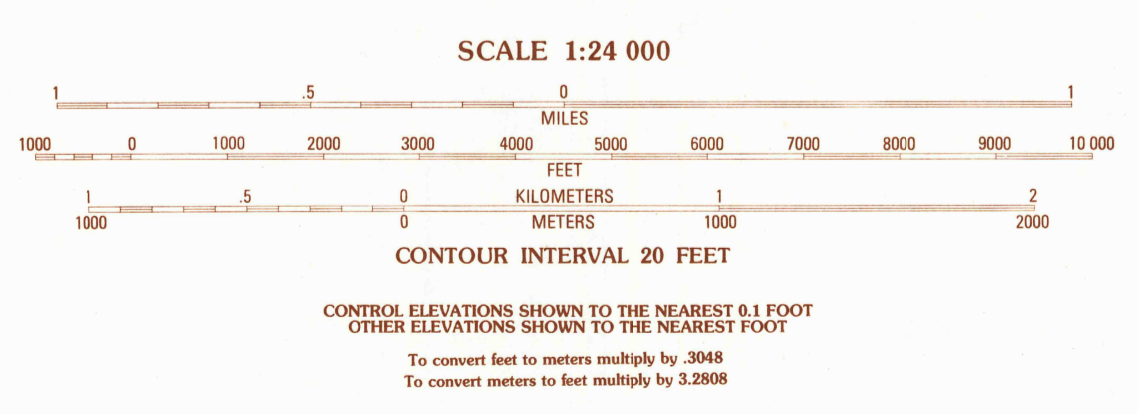 SCALE 1:24 000
1 .5 0 1
MILES
1000 0 1000 2000 3000 4000 5000 6000 7000 8000 9000 10 000
FEET
1 .5 0 KILOMETERS 1 2
1000 0 METERS 1000 2000
CONTOUR INTERVAL 20 FEET
CONTROL ELEVATIONS SHOWN TO THE NEAREST 0.1 FOOT
OTHER ELEVATIONS SHOWN TO THE NEAREST FOOT
To convert feet to meters multiply by .3048
To convert meters to feet multiply by 3.2808